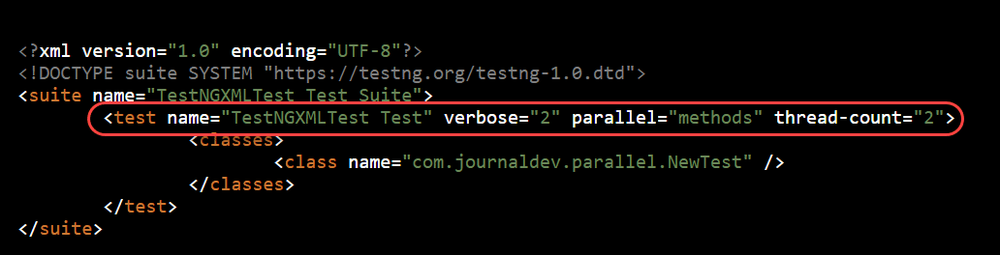 <?xml version="1.0" encoding="UTF-8"?>
<!DOCTYPE suite SYSTEM "https://testng.org/testng-1.0.dtd">
<suite name="TestNGXMLTest Test Suite">
<test name="TestNGXMLTest Test" verbose="2" parallel="methods" thread-count="2">
<classes>
<class name="com.journaldev.parallel.NewTest" />
</classes>
</test>
</suite>